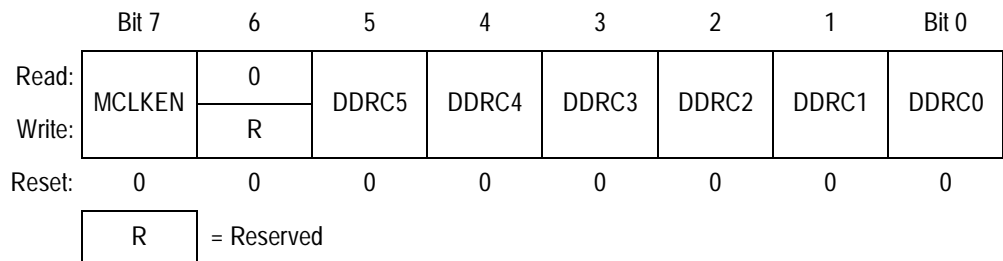 Bit 7 6 5 4 3 2 1 Bit 0
Read: MCLKEN 0 DDRC5 DDRC4 DDRC3 DDRC2 DDRC1 DDRC0
Write: R
Reset: 0 0 0 0 0 0 0 0
R = Reserved